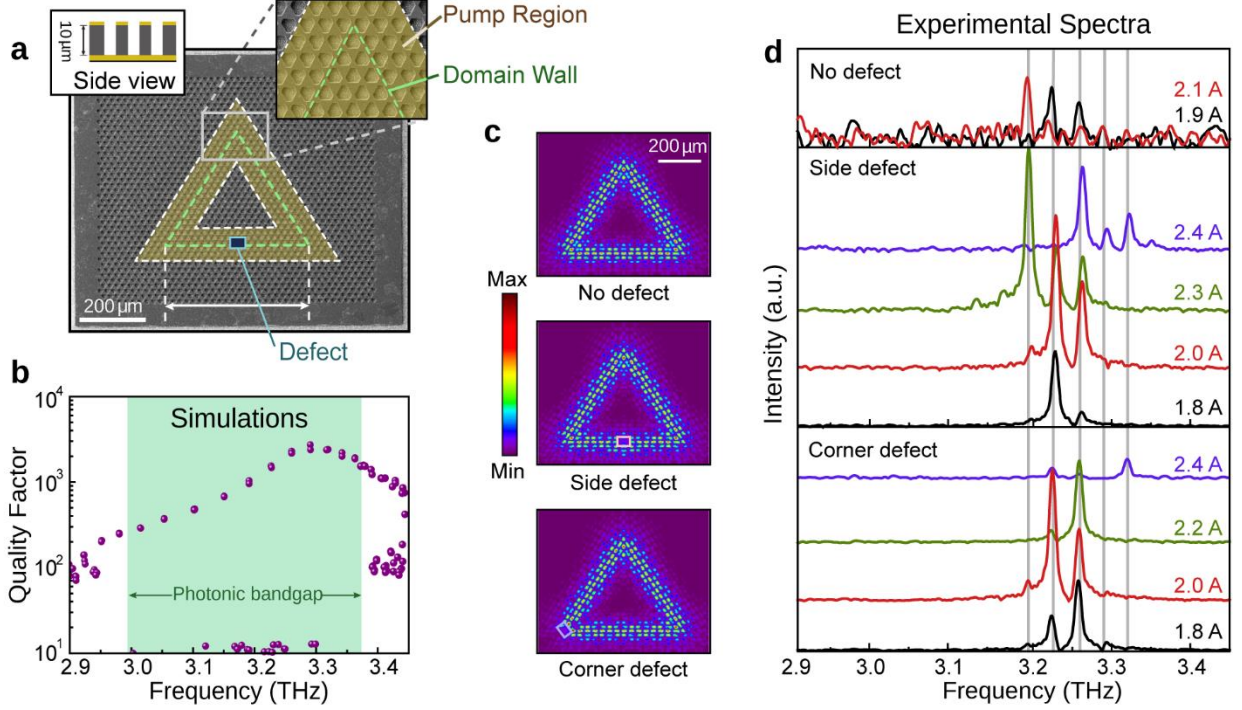 a
10 µm
Side view
Pump Region
Domain Wall
200 µm
Defect
b
Simulations
Photonic bandgap
Quality Factor
10⁴
10³
10²
10¹
2.9 3.0 3.1 3.2 3.3 3.4
Frequency (THz)
c
200 µm
No defect
Max
Min
Side defect
Corner defect
d
Experimental Spectra
No defect
2.1 A
1.9 A
Side defect
2.4 A
2.3 A
2.0 A
1.8 A
Corner defect
2.4 A
2.2 A
2.0 A
1.8 A
Intensity (a.u.)
2.9 3.0 3.1 3.2 3.3 3.4
Frequency (THz)